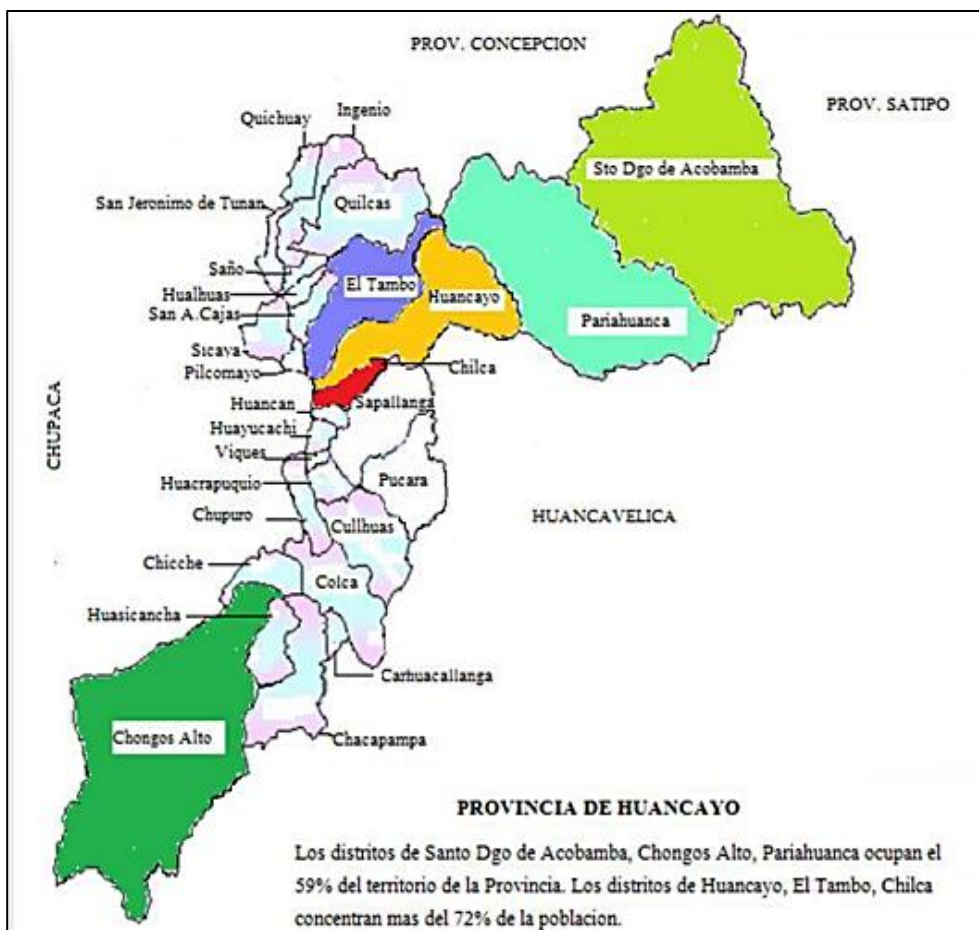 PROV. CONCEPCION
PROV. SATIPO
Ingenio
Quichuay
Sto Dgo de Acobamba
San Jeronimo de Tunan
Quilcas
Saño
El Tambo
Hualhuas
Huancayo
San A.Cajas
Pariahuanca
Sicaya
Pilcomayo
Chilca
Huancan
Sapallanga
CHUPACA
Huayucachi
Viques
Pucara
Huacrapuquio
HUANCAVELICA
Chupuro
Cullhuas
Chicche
Colca
Huasicancha
Carhuacallanga
Chongos Alto
Chacapampa
PROVINCIA DE HUANCAYO
Los distritos de Santo Dgo de Acobamba, Chongos Alto, Pariahuanca ocupan el
59% del territorio de la Provincia. Los distritos de Huancayo, El Tambo, Chilca
concentran mas del 72% de la poblacion.